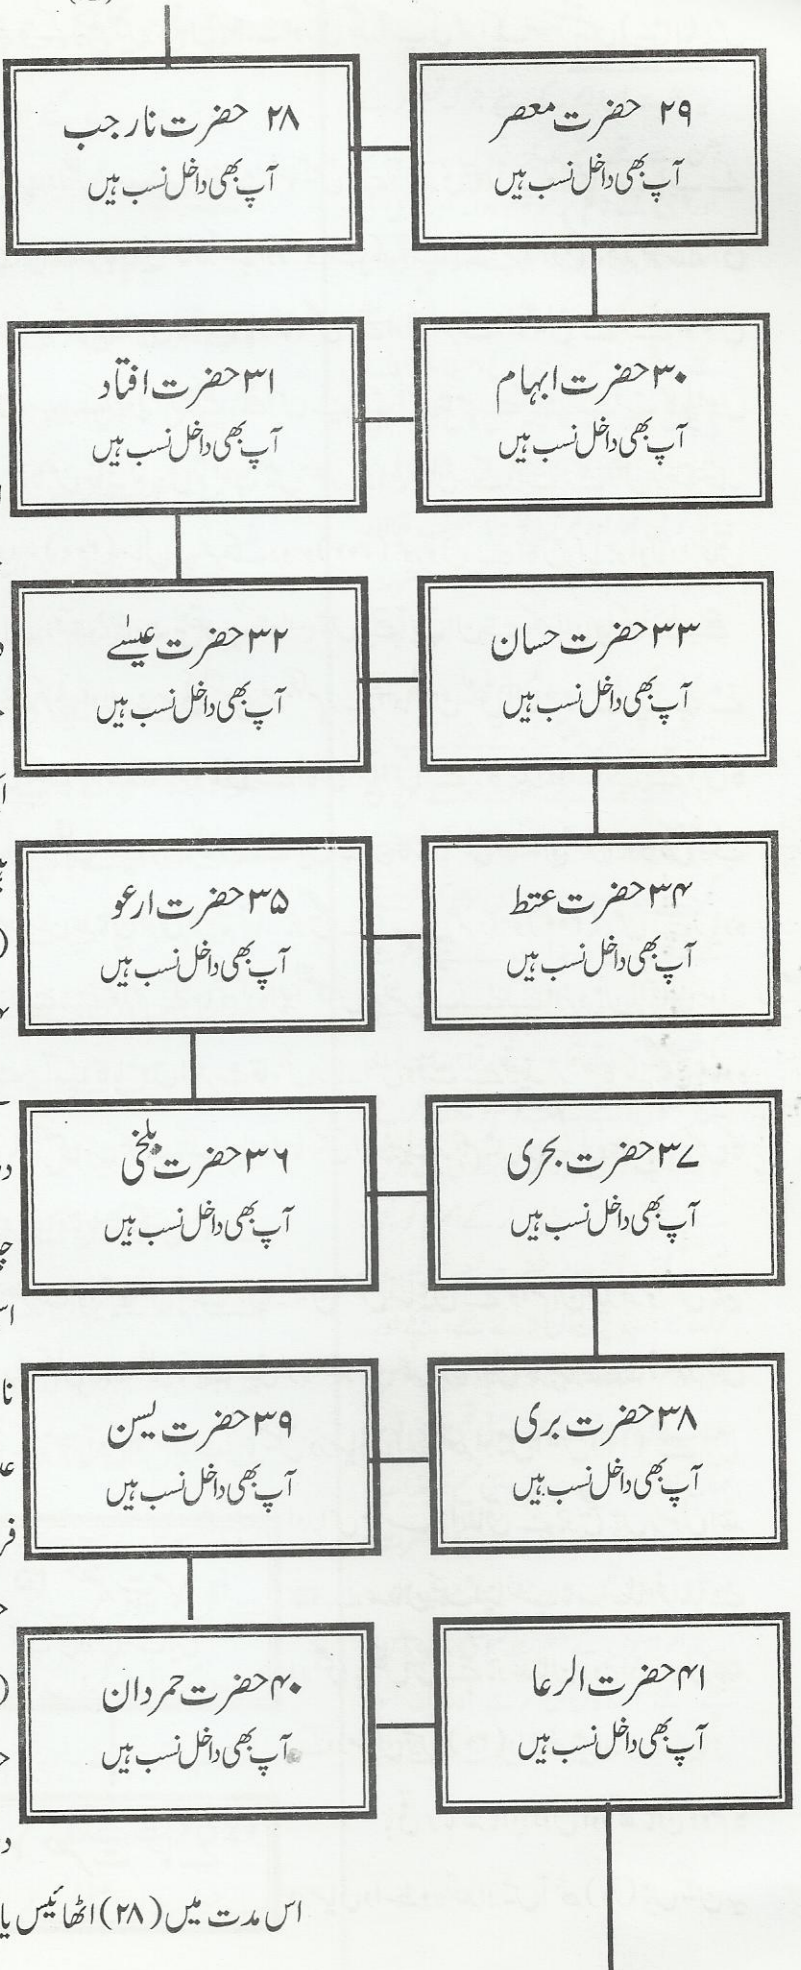 ۲۸ حضرت نارجب
آپ بھی داخل نسب ہیں
۲۹ حضرت معصر
آپ بھی داخل نسب ہیں
۳۰ حضرت ابہام
آپ بھی داخل نسب ہیں
۳۱ حضرت افتاد
آپ بھی داخل نسب ہیں
۳۲ حضرت عیسٰے
آپ بھی داخل نسب ہیں
۳۳ حضرت حسان
آپ بھی داخل نسب ہیں
۳۴ حضرت عتط
آپ بھی داخل نسب ہیں
۳۵ حضرت ارعو
آپ بھی داخل نسب ہیں
۳۶ حضرت بلخی
آپ بھی داخل نسب ہیں
۳۷ حضرت بحری
آپ بھی داخل نسب ہیں
۳۸ حضرت بری
آپ بھی داخل نسب ہیں
۳۹ حضرت یسن
آپ بھی داخل نسب ہیں
۴۰ حضرت حمردان
آپ بھی داخل نسب ہیں
۴۱ حضرت الرعا
آپ بھی داخل نسب ہیں
اس مدت میں (۲۸) اٹھائیس یا